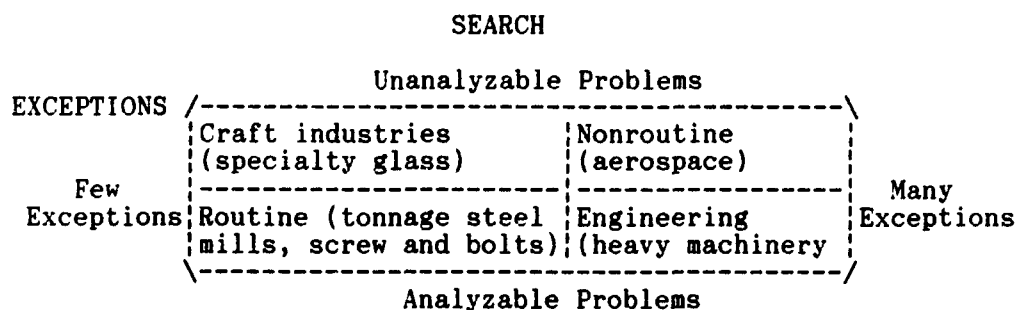 SEARCH
Unanalyzable Problems
EXCEPTIONS
Craft industries Nonroutine
(specialty glass) (aerospace)
Few Many
Exceptions Routine (tonnage steel Engineering Exceptions
mills, screw and bolts) (heavy machinery
Analyzable Problems